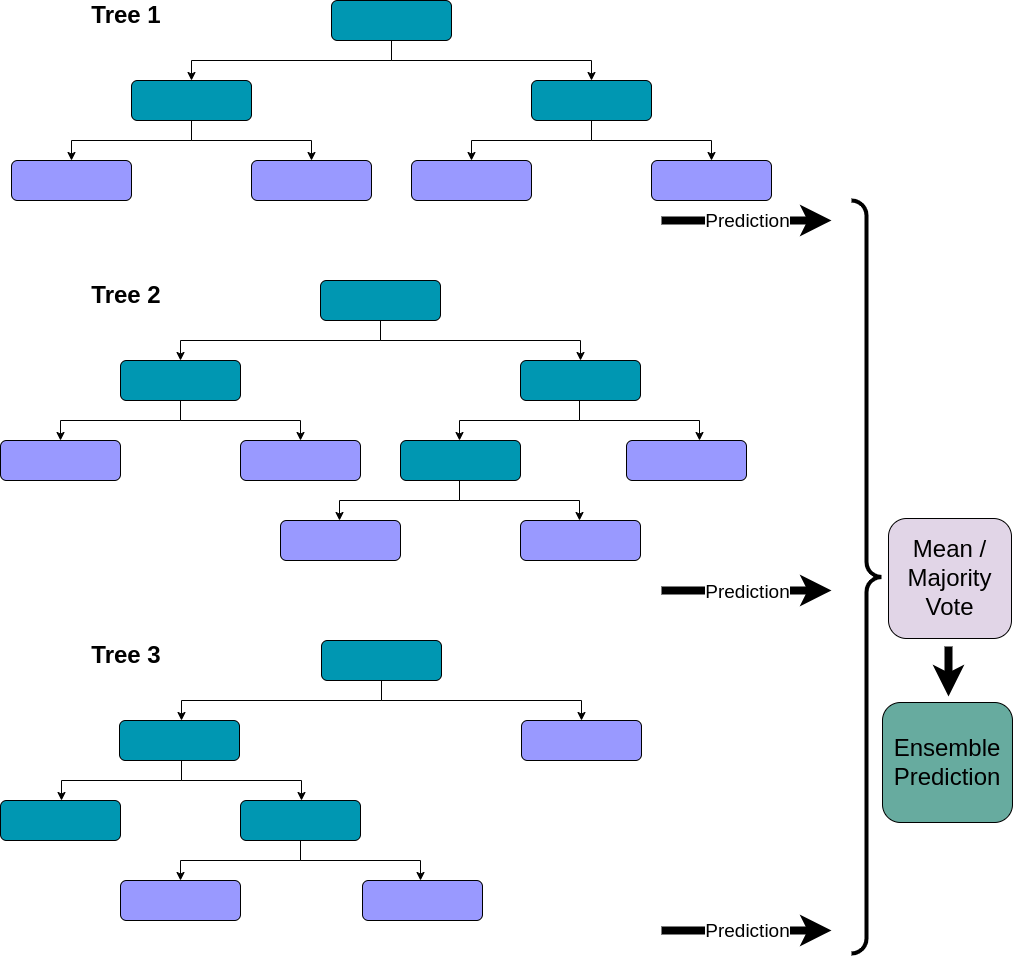 Tree 1
Prediction
Tree 2
Prediction
Mean /
Majority
Vote
Tree 3
Ensemble
Prediction
Prediction